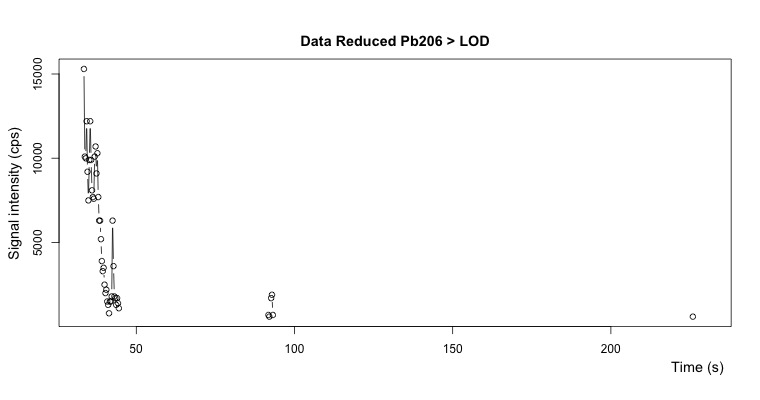 Data Reduced Pb206 > LOD
Signal intensity (cps)
15000
10000
5000
50 100 150 200
Time (s)